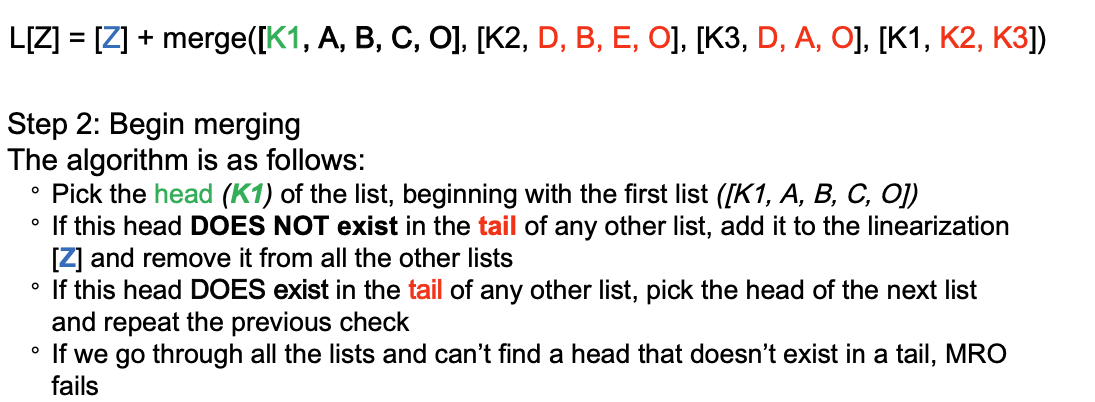 L[Z] = [Z] + merge([K1, A, B, C, O], [K2, D, B, E, O], [K3, D, A, O], [K1, K2, K3])
Step 2: Begin merging
The algorithm is as follows:
° Pick the head (K1) of the list, beginning with the first list ([K1, A, B, C, O])
° If this head DOES NOT exist in the tail of any other list, add it to the linearization
[Z] and remove it from all the other lists
° If this head DOES exist in the tail of any other list, pick the head of the next list
and repeat the previous check
° If we go through all the lists and can’t find a head that doesn’t exist in a tail, MRO
fails